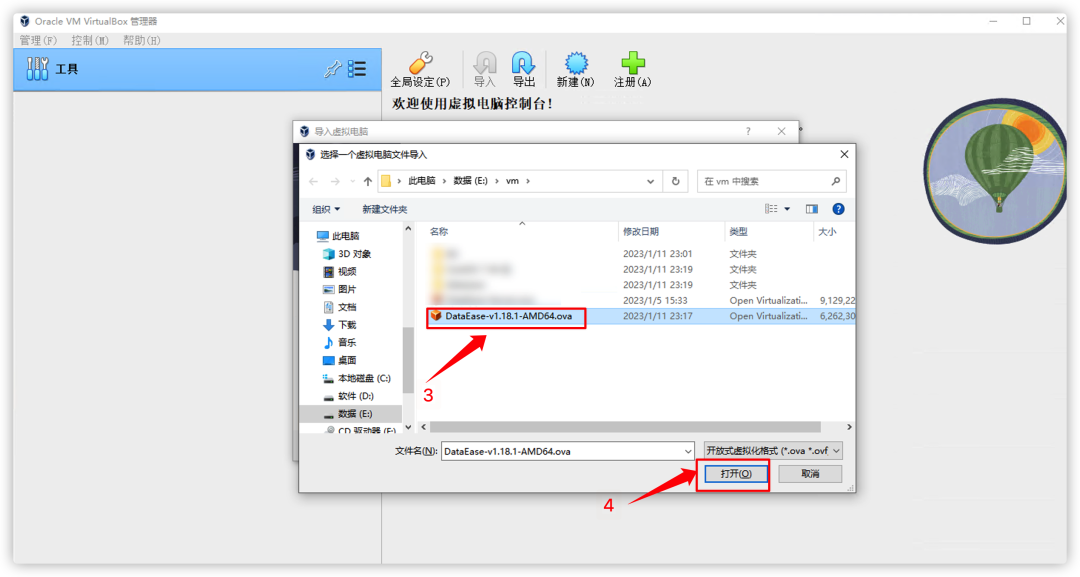 Oracle VM VirtualBox 管理器
管理(F) 控制(M) 帮助(H)
工具
全局设定(P) 导入 导出 新建(N) 注册(A)
欢迎使用虚拟电脑控制台!
导入虚拟电脑
选择一个虚拟电脑文件导入
此电脑 › 数据 (E:) › vm ›
在 vm 中搜索
组织 新建文件夹
名称 修改日期 类型 大小
此电脑
3D 对象
视频
图片
文档
下载
音乐
桌面
本地磁盘 (C:)
软件 (D:)
数据 (E:)
CD 驱动器 (F:)
2023/1/11 23:01 文件夹
2023/1/11 23:19 文件夹
2023/1/11 23:19 文件夹
2023/1/5 15:33 Open Virtualizati... 9,129,22
DataEase-v1.18.1-AMD64.ova 2023/1/11 23:17 Open Virtualizati... 6,262,30
3
文件名(N): DataEase-v1.18.1-AMD64.ova 开放式虚拟化格式 (*.ova *.ovf
打开(O) 取消
4